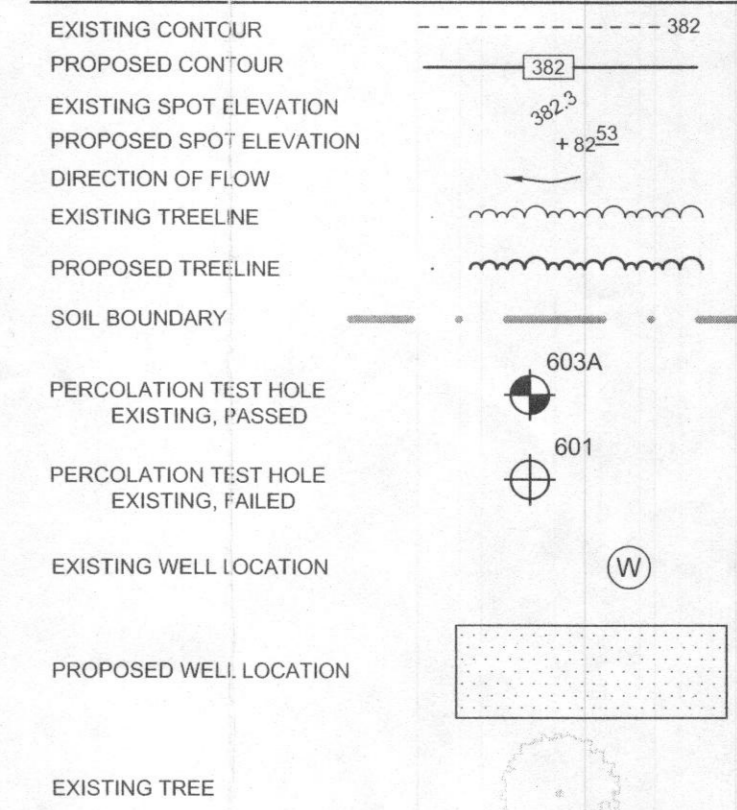 EXISTING CONTOUR 382
PROPOSED CONTOUR 382
EXISTING SPOT ELEVATION 382.3
PROPOSED SPOT ELEVATION + 82 53
DIRECTION OF FLOW
EXISTING TREELINE
PROPOSED TREELINE
SOIL BOUNDARY
603A
PERCOLATION TEST HOLE
EXISTING, PASSED
601
PERCOLATION TEST HOLE
EXISTING, FAILED
EXISTING WELL LOCATION W
PROPOSED WELL LOCATION
EXISTING TREE